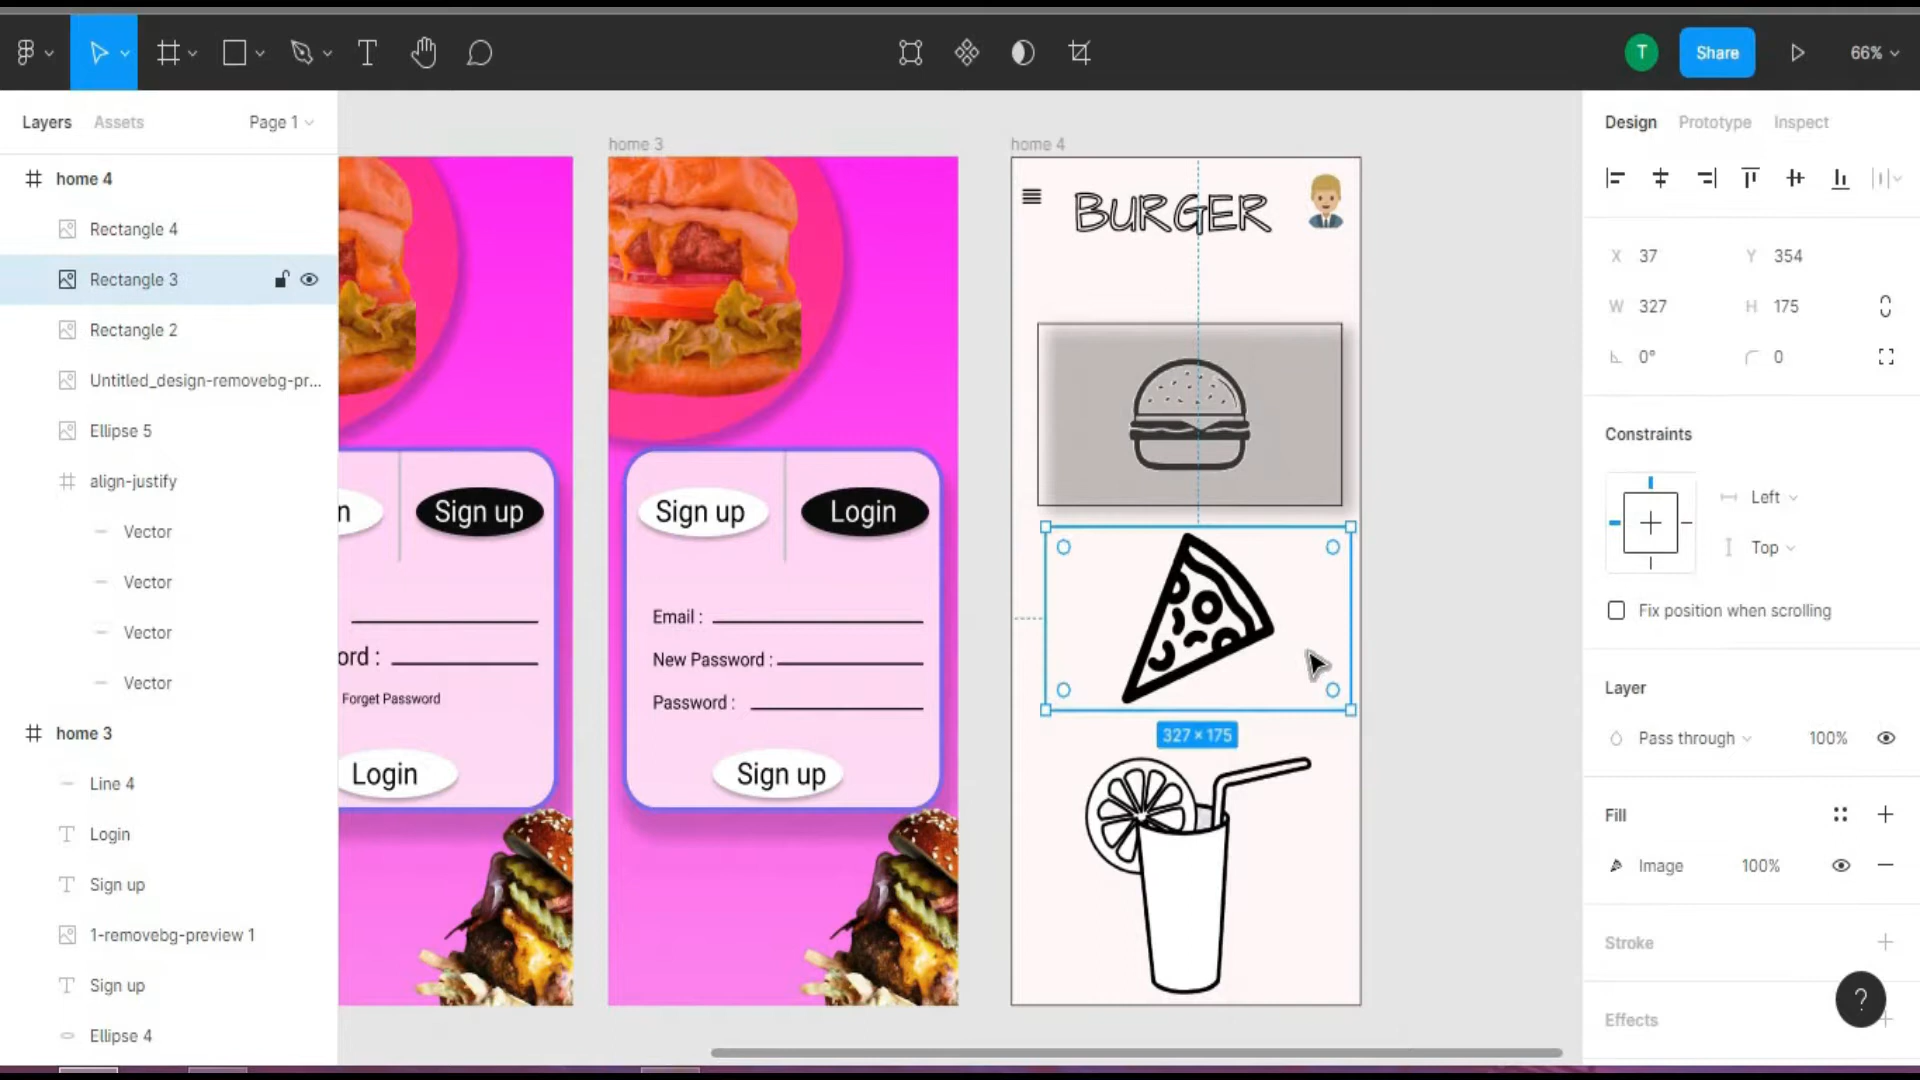 T
Share
66%
Layers
Assets
Page 1
home 4
Rectangle 4
Rectangle 3
Rectangle 2
Untitled_design-removebg-pr...
Ellipse 5
align-justify
Vector
Vector
Vector
Vector
home 3
Line 4
Login
Sign up
1-removebg-preview 1
Sign up
Ellipse 4
n
Sign up
ord :
Forget Password
Login
home 3
Sign up
Login
Email :
New Password :
Password :
Sign up
home 4
BURGER
327 × 175
Design
Prototype
Inspect
X 37
Y 354
W 327
H 175
0°
0
Constraints
Left
Top
Fix position when scrolling
Layer
Pass through
100%
Fill
Image
100%
Stroke
Effects
?